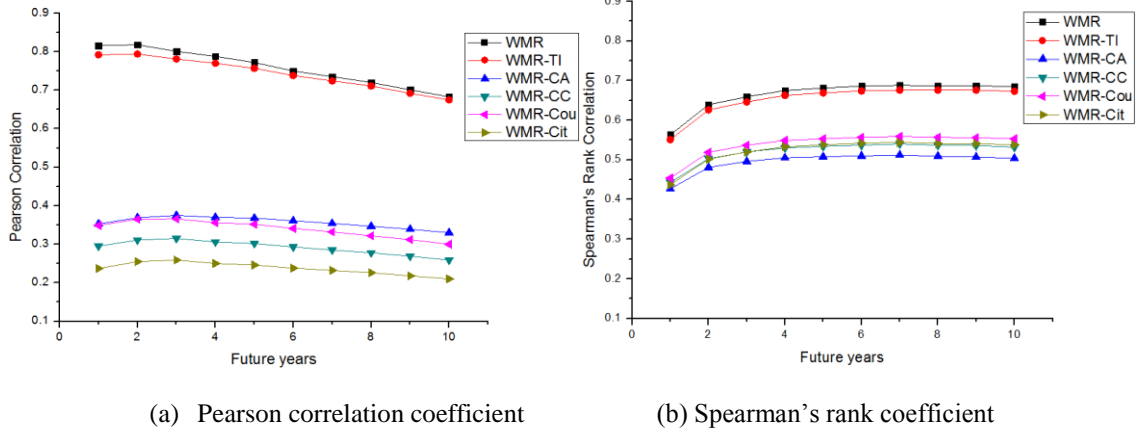 0.9
0.8
0.7
0.6
0.5
0.4
0.3
0.2
0.1
Pearson Correlation
0 2 4 6 8 10
Future years
WMR
WMR-TI
WMR-CA
WMR-CC
WMR-Cou
WMR-Cit
(a) Pearson correlation coefficient
0.9
0.8
0.7
0.6
0.5
0.4
0.3
0.2
0.1
Spearman's Rank Correlation
0 2 4 6 8 10
Future years
WMR
WMR-TI
WMR-CA
WMR-CC
WMR-Cou
WMR-Cit
(b) Spearman’s rank coefficient